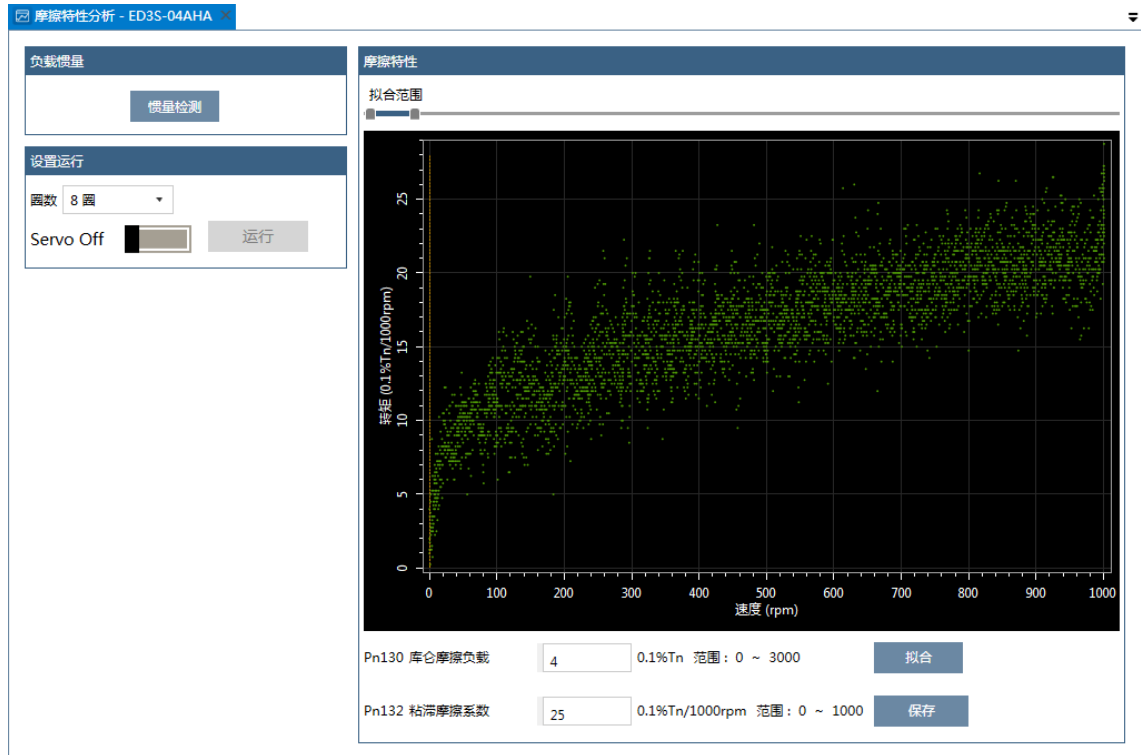 摩擦特性分析 - ED3S-04AHA ×
负载惯量
惯量检测
设置运行
圈数 8 圈
Servo Off 运行
摩擦特性
拟合范围
转矩 (0.1%Tn/1000rpm)
25
20
15
10
5
0
0 100 200 300 400 500 600 700 800 900 1000
速度 (rpm)
Pn130 库仑摩擦负载 4 0.1%Tn 范围: 0 ~ 3000 拟合
Pn132 粘滞摩擦系数 25 0.1%Tn/1000rpm 范围: 0 ~ 1000 保存